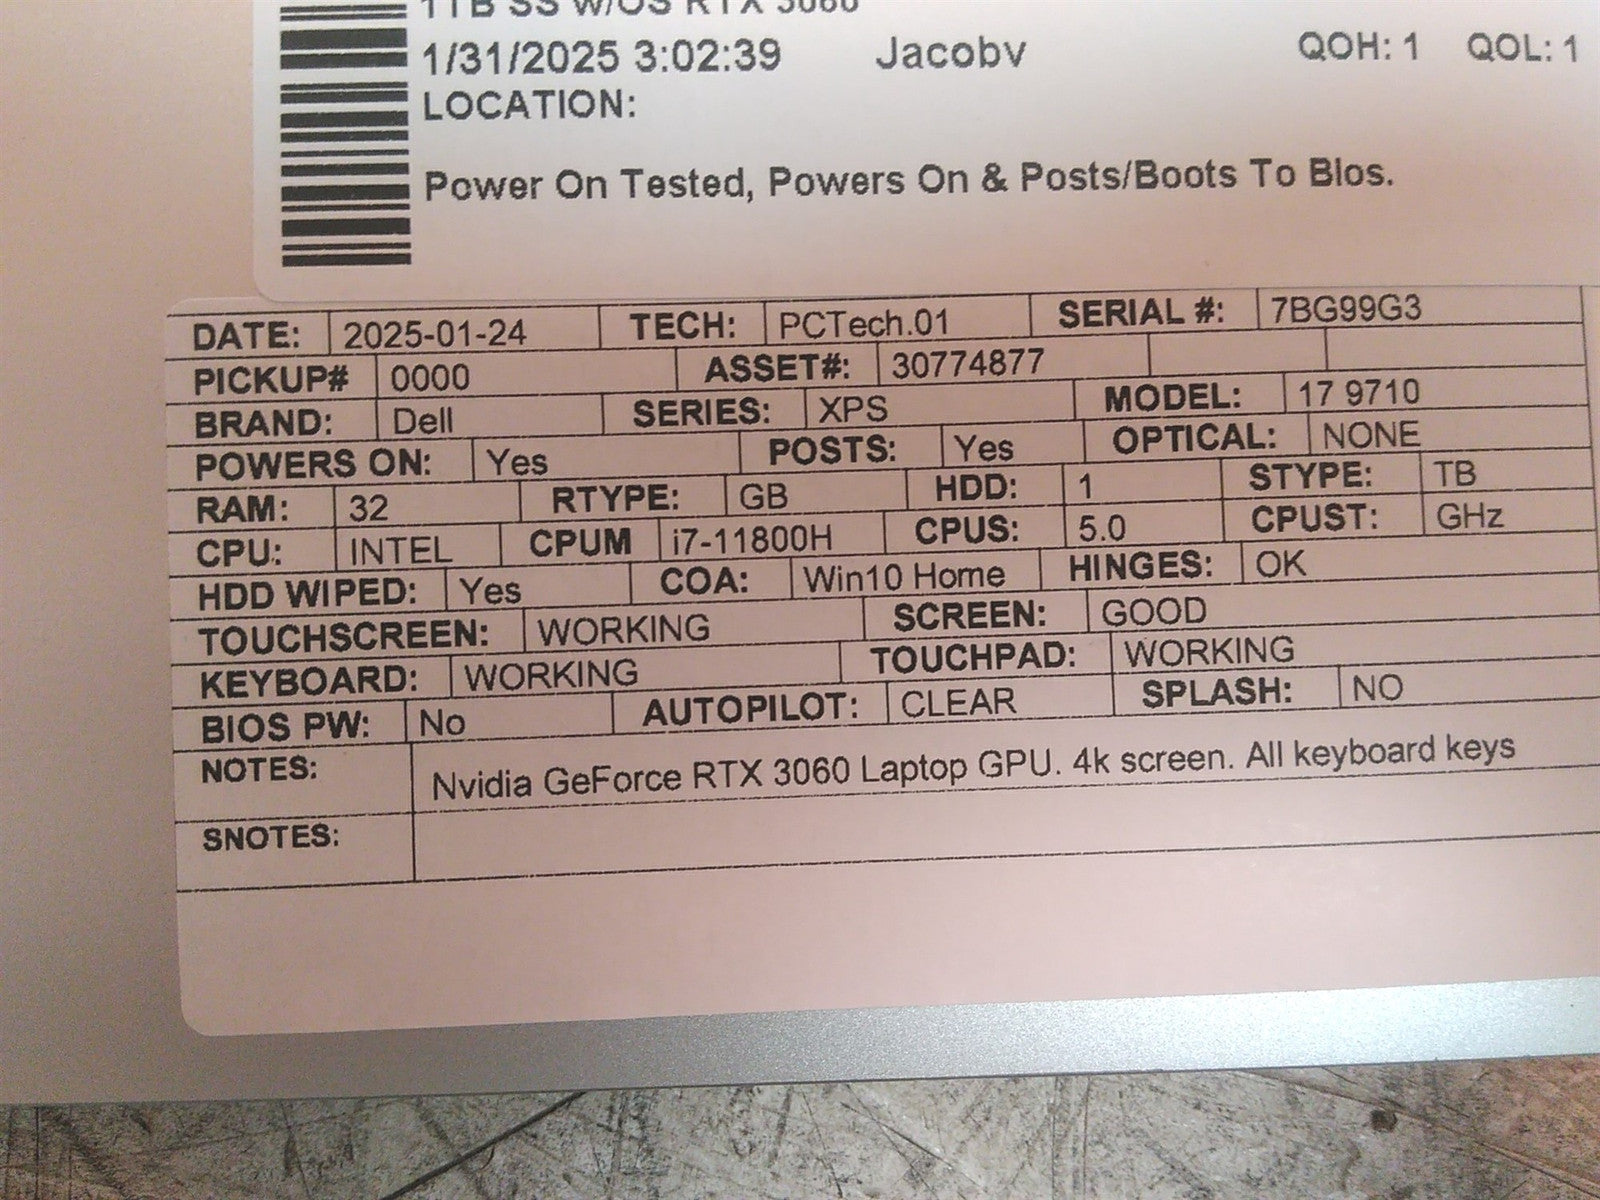 1TB SS W/OS RTX 3060
1/31/2025 3:02:39 Jacobv QOH: 1 QOL: 1
LOCATION:
Power On Tested, Powers On & Posts/Boots To BIos.
DATE: 2025-01-24 TECH: PCTech.01 SERIAL #: 7BG99G3
PICKUP# 0000 ASSET#: 30774877
BRAND: Dell SERIES: XPS MODEL: 17 9710
POWERS ON: Yes POSTS: Yes OPTICAL: NONE
RAM: 32 RTYPE: GB HDD: 1 STYPE: TB
CPU: INTEL CPUM i7-11800H CPUS: 5.0 CPUST: GHz
HDD WIPED: Yes COA: Win10 Home HINGES: OK
TOUCHSCREEN: WORKING SCREEN: GOOD
KEYBOARD: WORKING TOUCHPAD: WORKING
BIOS PW: No AUTOPILOT: CLEAR SPLASH: NO
NOTES: Nvidia GeForce RTX 3060 Laptop GPU. 4k screen. All keyboard keys
SNOTES: